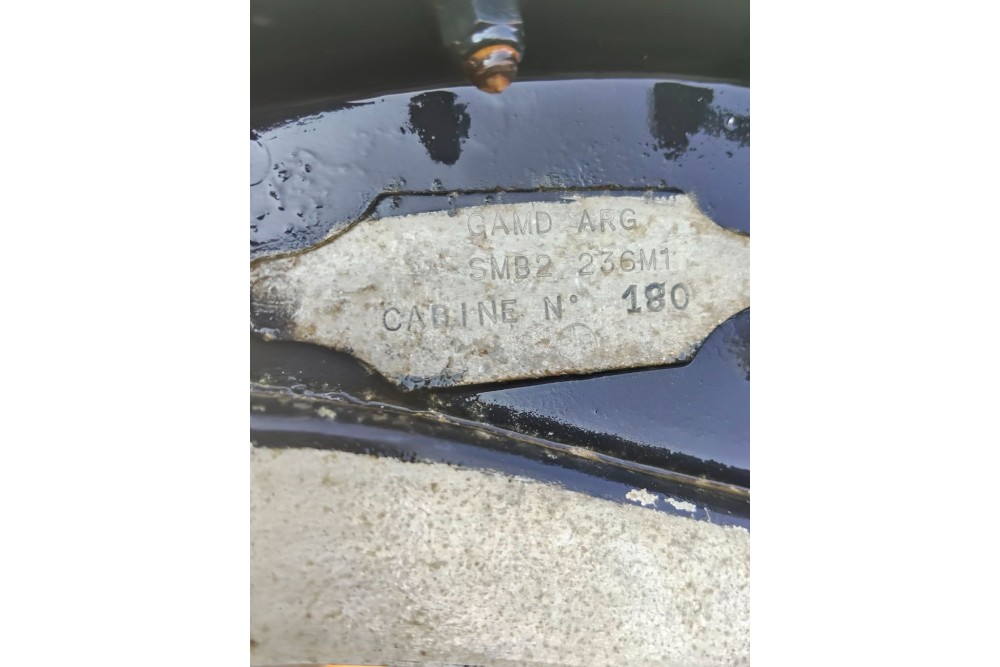 GAMD ARG
SMB2 236M1
CABINE N° 180